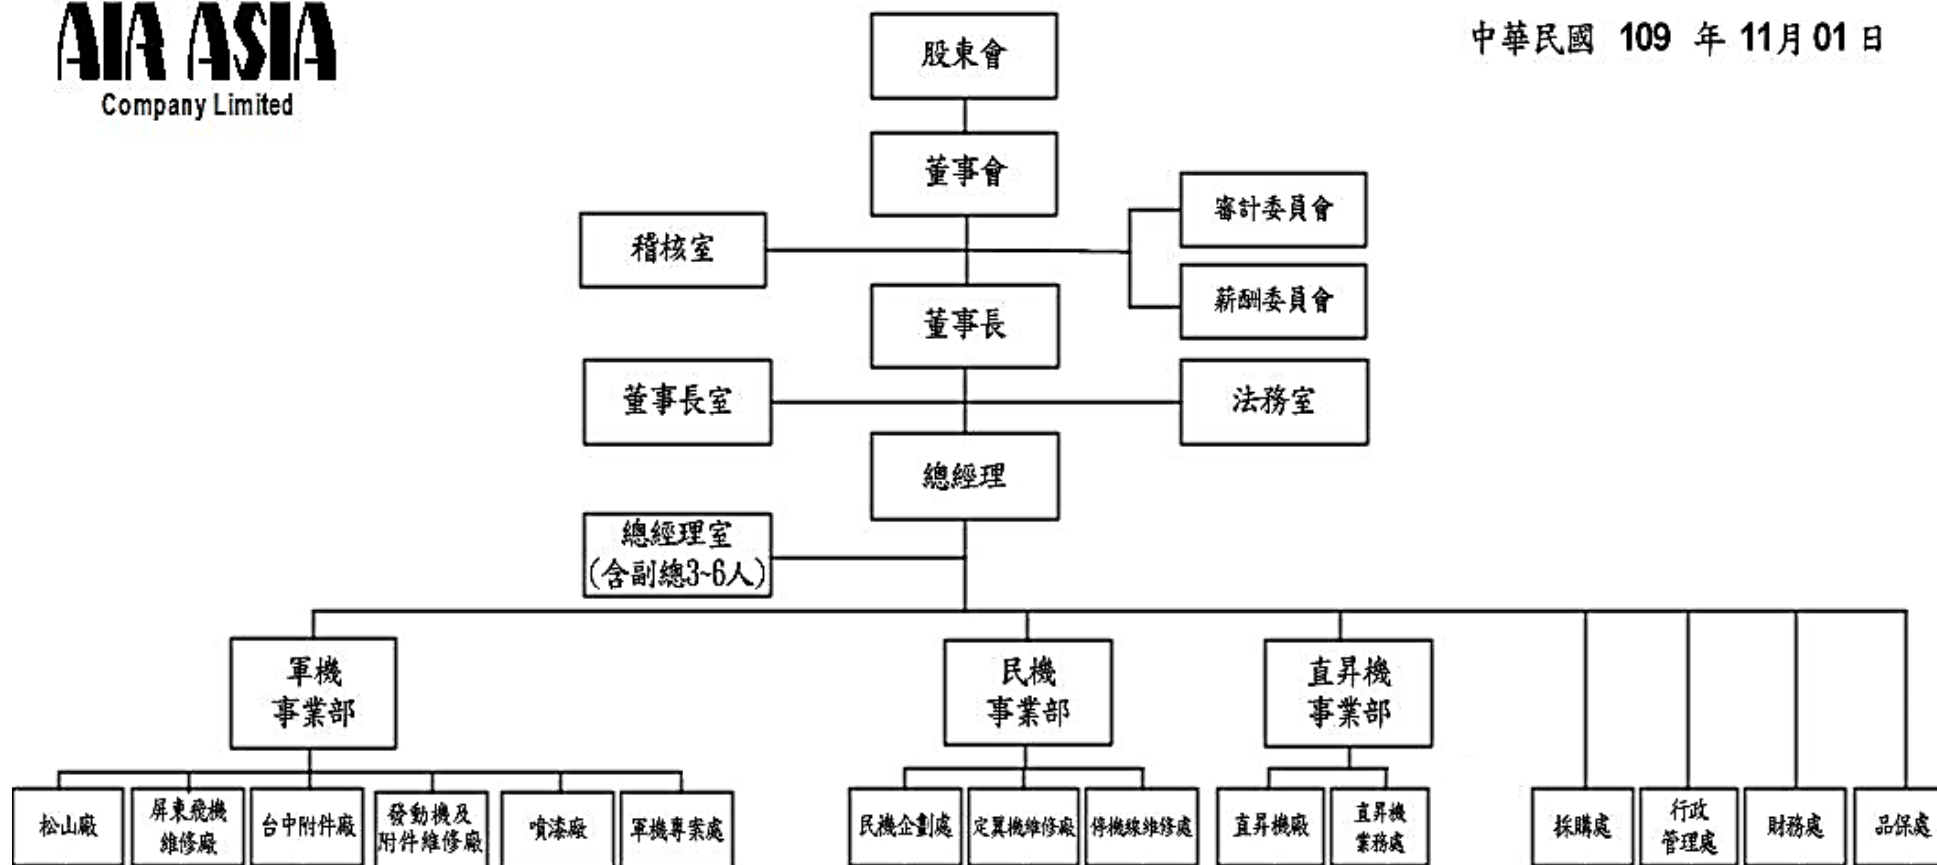 AIR ASIA
Company Limited
中華民國 109 年 11月 01 日
股東會
董事會
審計委員會
稽核室
薪酬委員會
董事長
董事長室
法務室
總經理
總經理室
(含副總3~6人)
軍機
事業部
民機
事業部
直昇機
事業部
松山廠
屏東飛機
維修廠
台中附件廠
發動機及
附件維修廠
噴漆廠
軍機專案處
民機企劃處
定翼機維修廠
停機線維修處
直昇機廠
直昇機
業務處
採購處
行政
管理處
財務處
品保處